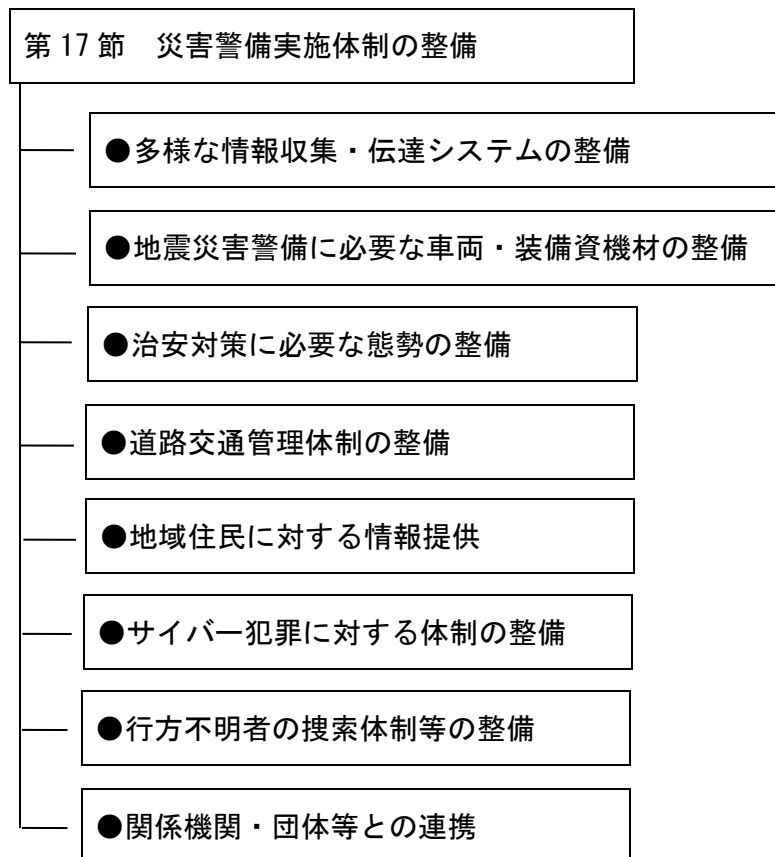 第17節　災害警備実施体制の整備
●多様な情報収集・伝達システムの整備
●地震災害警備に必要な車両・装備資機材の整備
●治安対策に必要な態勢の整備
●道路交通管理体制の整備
●地域住民に対する情報提供
●サイバー犯罪に対する体制の整備
●行方不明者の捜索体制等の整備
●関係機関・団体等との連携